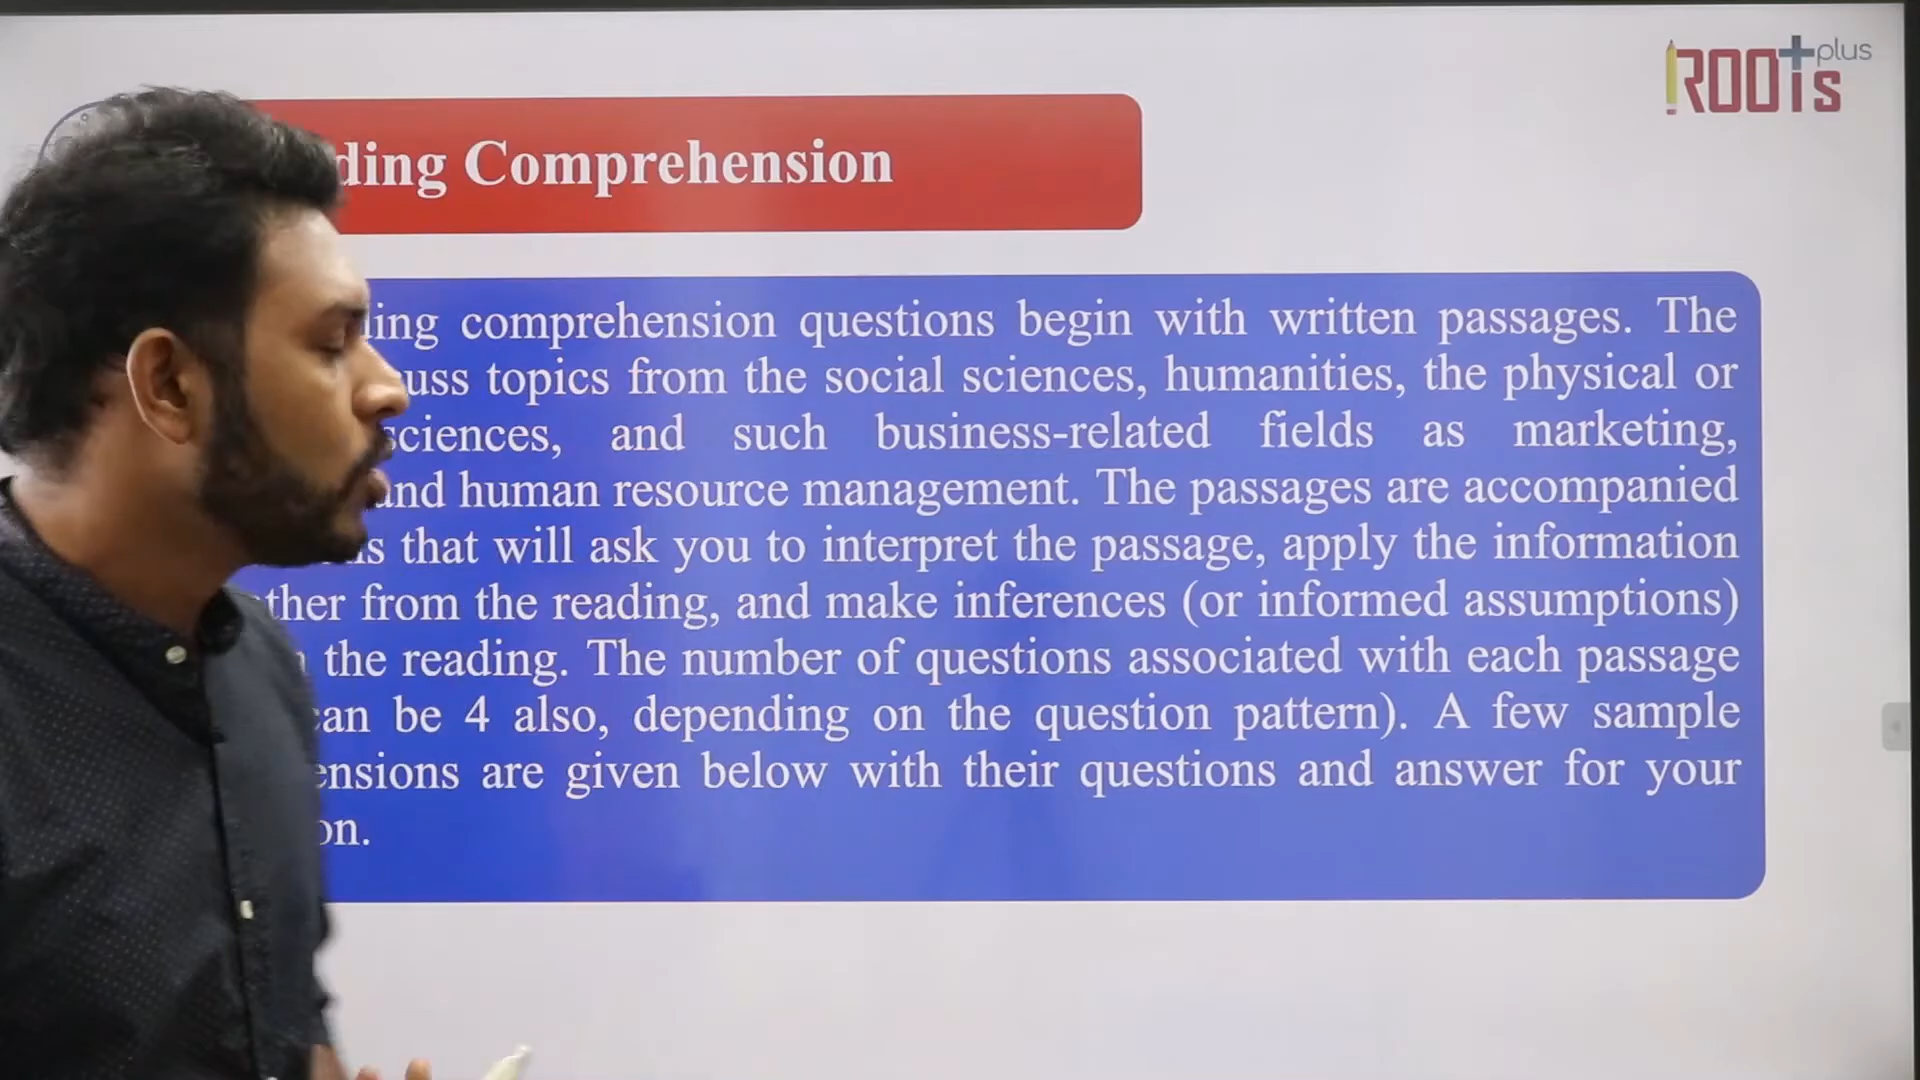 ROOTS plus
ding Comprehension
ing comprehension questions begin with written passages. The
uss topics from the social sciences, humanities, the physical or
sciences, and such business-related fields as marketing,
and human resource management. The passages are accompanied
s that will ask you to interpret the passage, apply the information
ther from the reading, and make inferences (or informed assumptions)
the reading. The number of questions associated with each passage
can be 4 also, depending on the question pattern). A few sample
ensions are given below with their questions and answer for your
on.